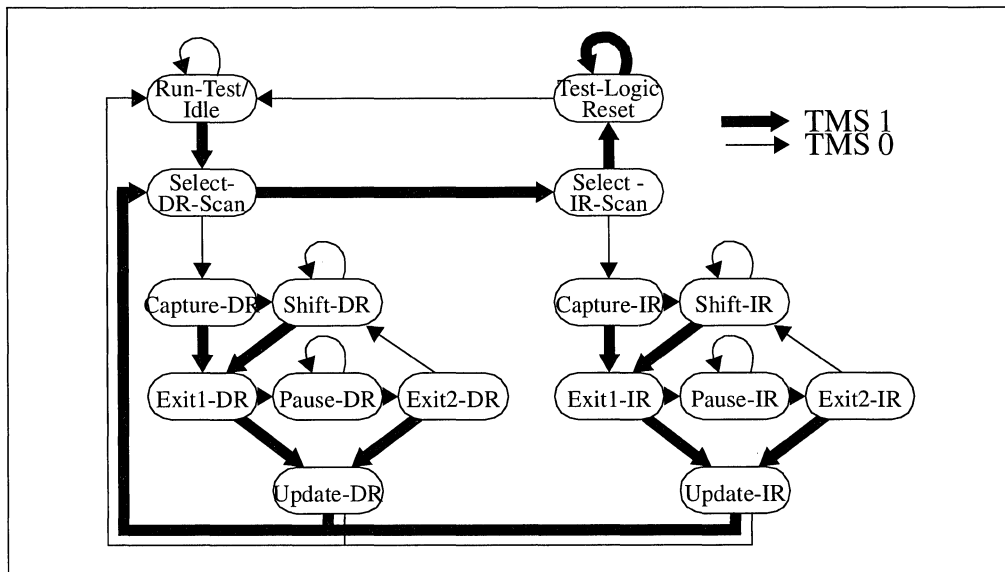 Run-Test/
Idle
Test-Logic
Reset
TMS 1
TMS 0
Select-
DR-Scan
Select -
IR-Scan
Capture-DR
Shift-DR
Capture-IR
Shift-IR
Exit1-DR
Pause-DR
Exit2-DR
Exit1-IR
Pause-IR
Exit2-IR
Update-DR
Update-IR